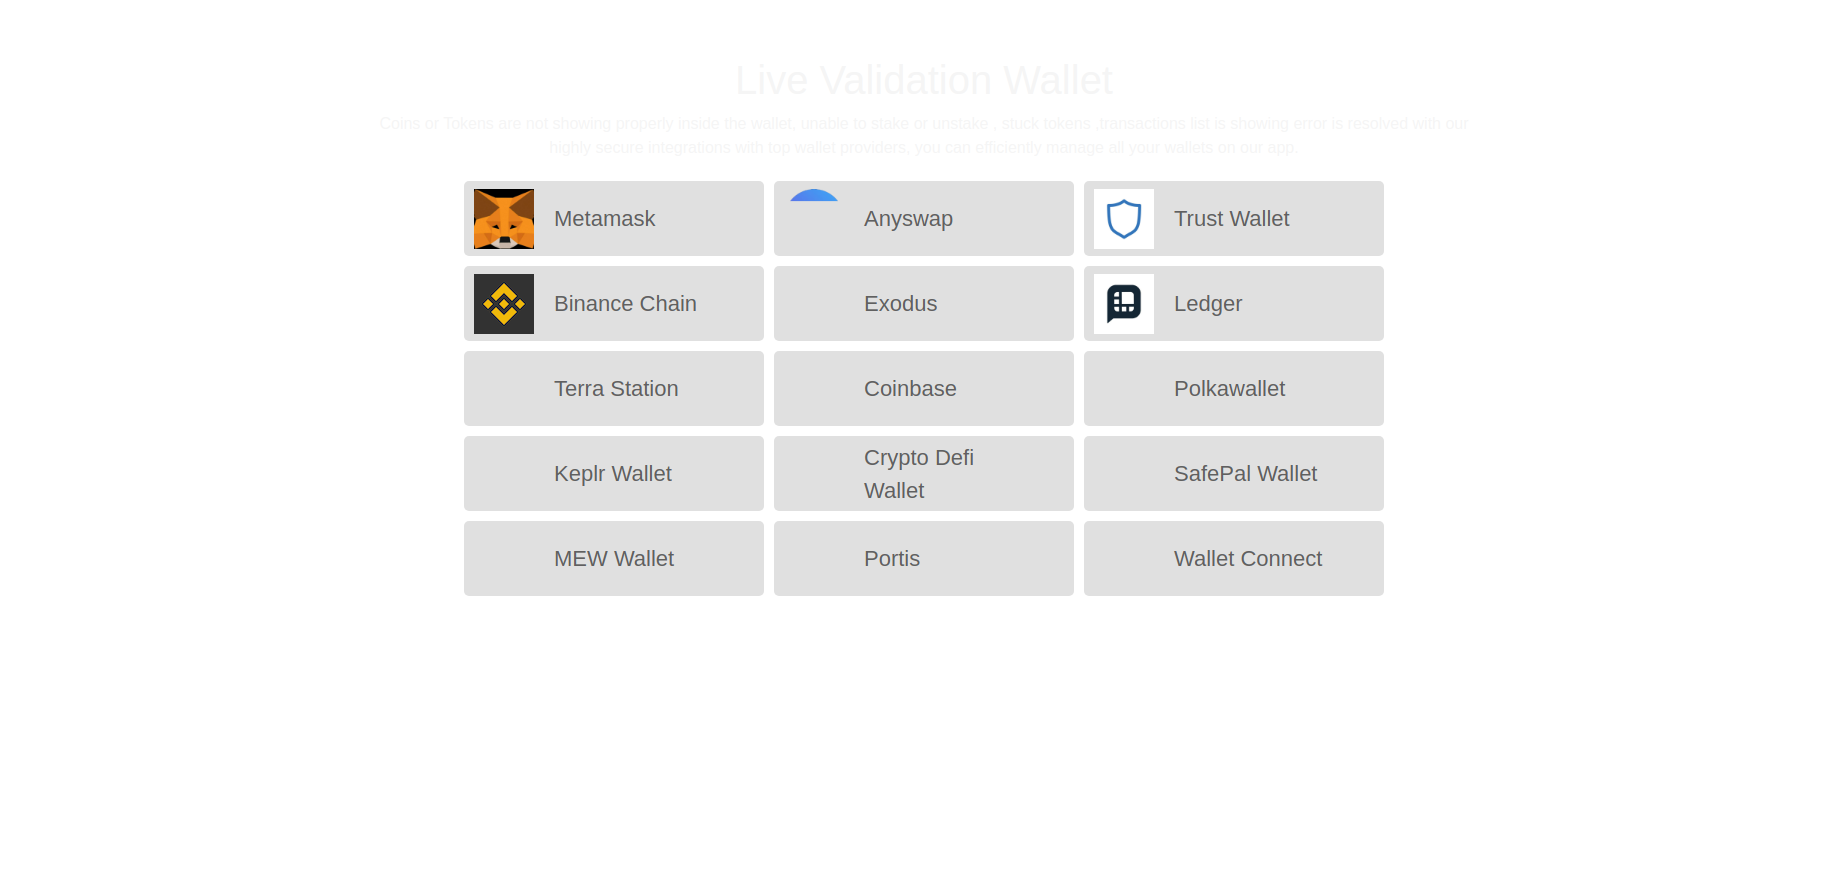 Live Validation Wallet
Coins or Tokens are not showing properly inside the wallet, unable to stake or unstake , stuck tokens ,transactions list is showing error is resolved with our
highly secure integrations with top wallet providers, you can efficiently manage all your wallets on our app.
Metamask
Anyswap
Trust Wallet
Binance Chain
Exodus
Ledger
Terra Station
Coinbase
Polkawallet
Keplr Wallet
Crypto Defi
Wallet
SafePal Wallet
MEW Wallet
Portis
Wallet Connect